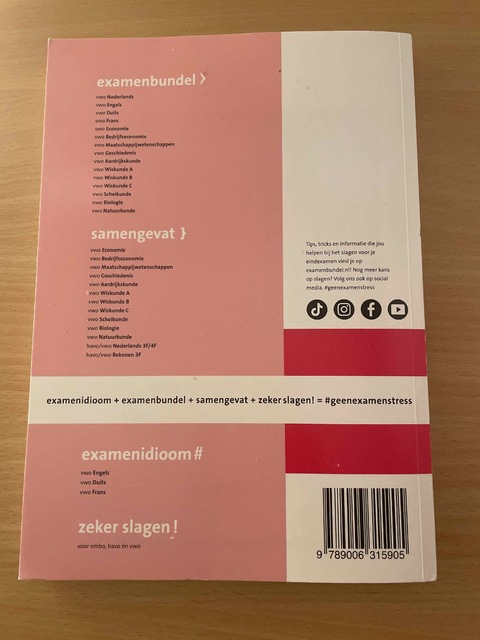 examenbundel >
vwo Nederlands
vwo Engels
vwo Duits
vwo Frans
vwo Economie
vwo Bedrijfseconomie
vwo Maatschappijwetenschappen
vwo Geschiedenis
vwo Aardrijkskunde
vwo Wiskunde A
vwo Wiskunde B
vwo Wiskunde C
vwo Scheikunde
vwo Biologie
vwo Natuurkunde
samengevat }
vwo Economie
vwo Bedrijfseconomie
vwo Maatschappijwetenschappen
vwo Geschiedenis
vwo Aardrijkskunde
vwo Wiskunde A
vwo Wiskunde B
vwo Wiskunde C
vwo Scheikunde
vwo Biologie
vwo Natuurkunde
havo/vwo Nederlands 3F/4F
havo/vwo Rekenen 3F
Tips, tricks en informatie die jou
helpen bij het slagen voor je
eindexamen vind je op
examenbundel.nl! Nog meer kans
op slagen? Volg ons ook op social
media. #geenexamenstress
examenidioom + examenbundel + samengevat + zeker slagen! = #geenexamenstress
examenidioom #
vwo Engels
vwo Duits
vwo Frans
zeker slagen !
voor vmbo, havo én vwo
9 789006 315905